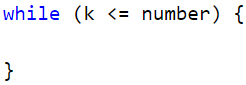 while (k <= number) {
}